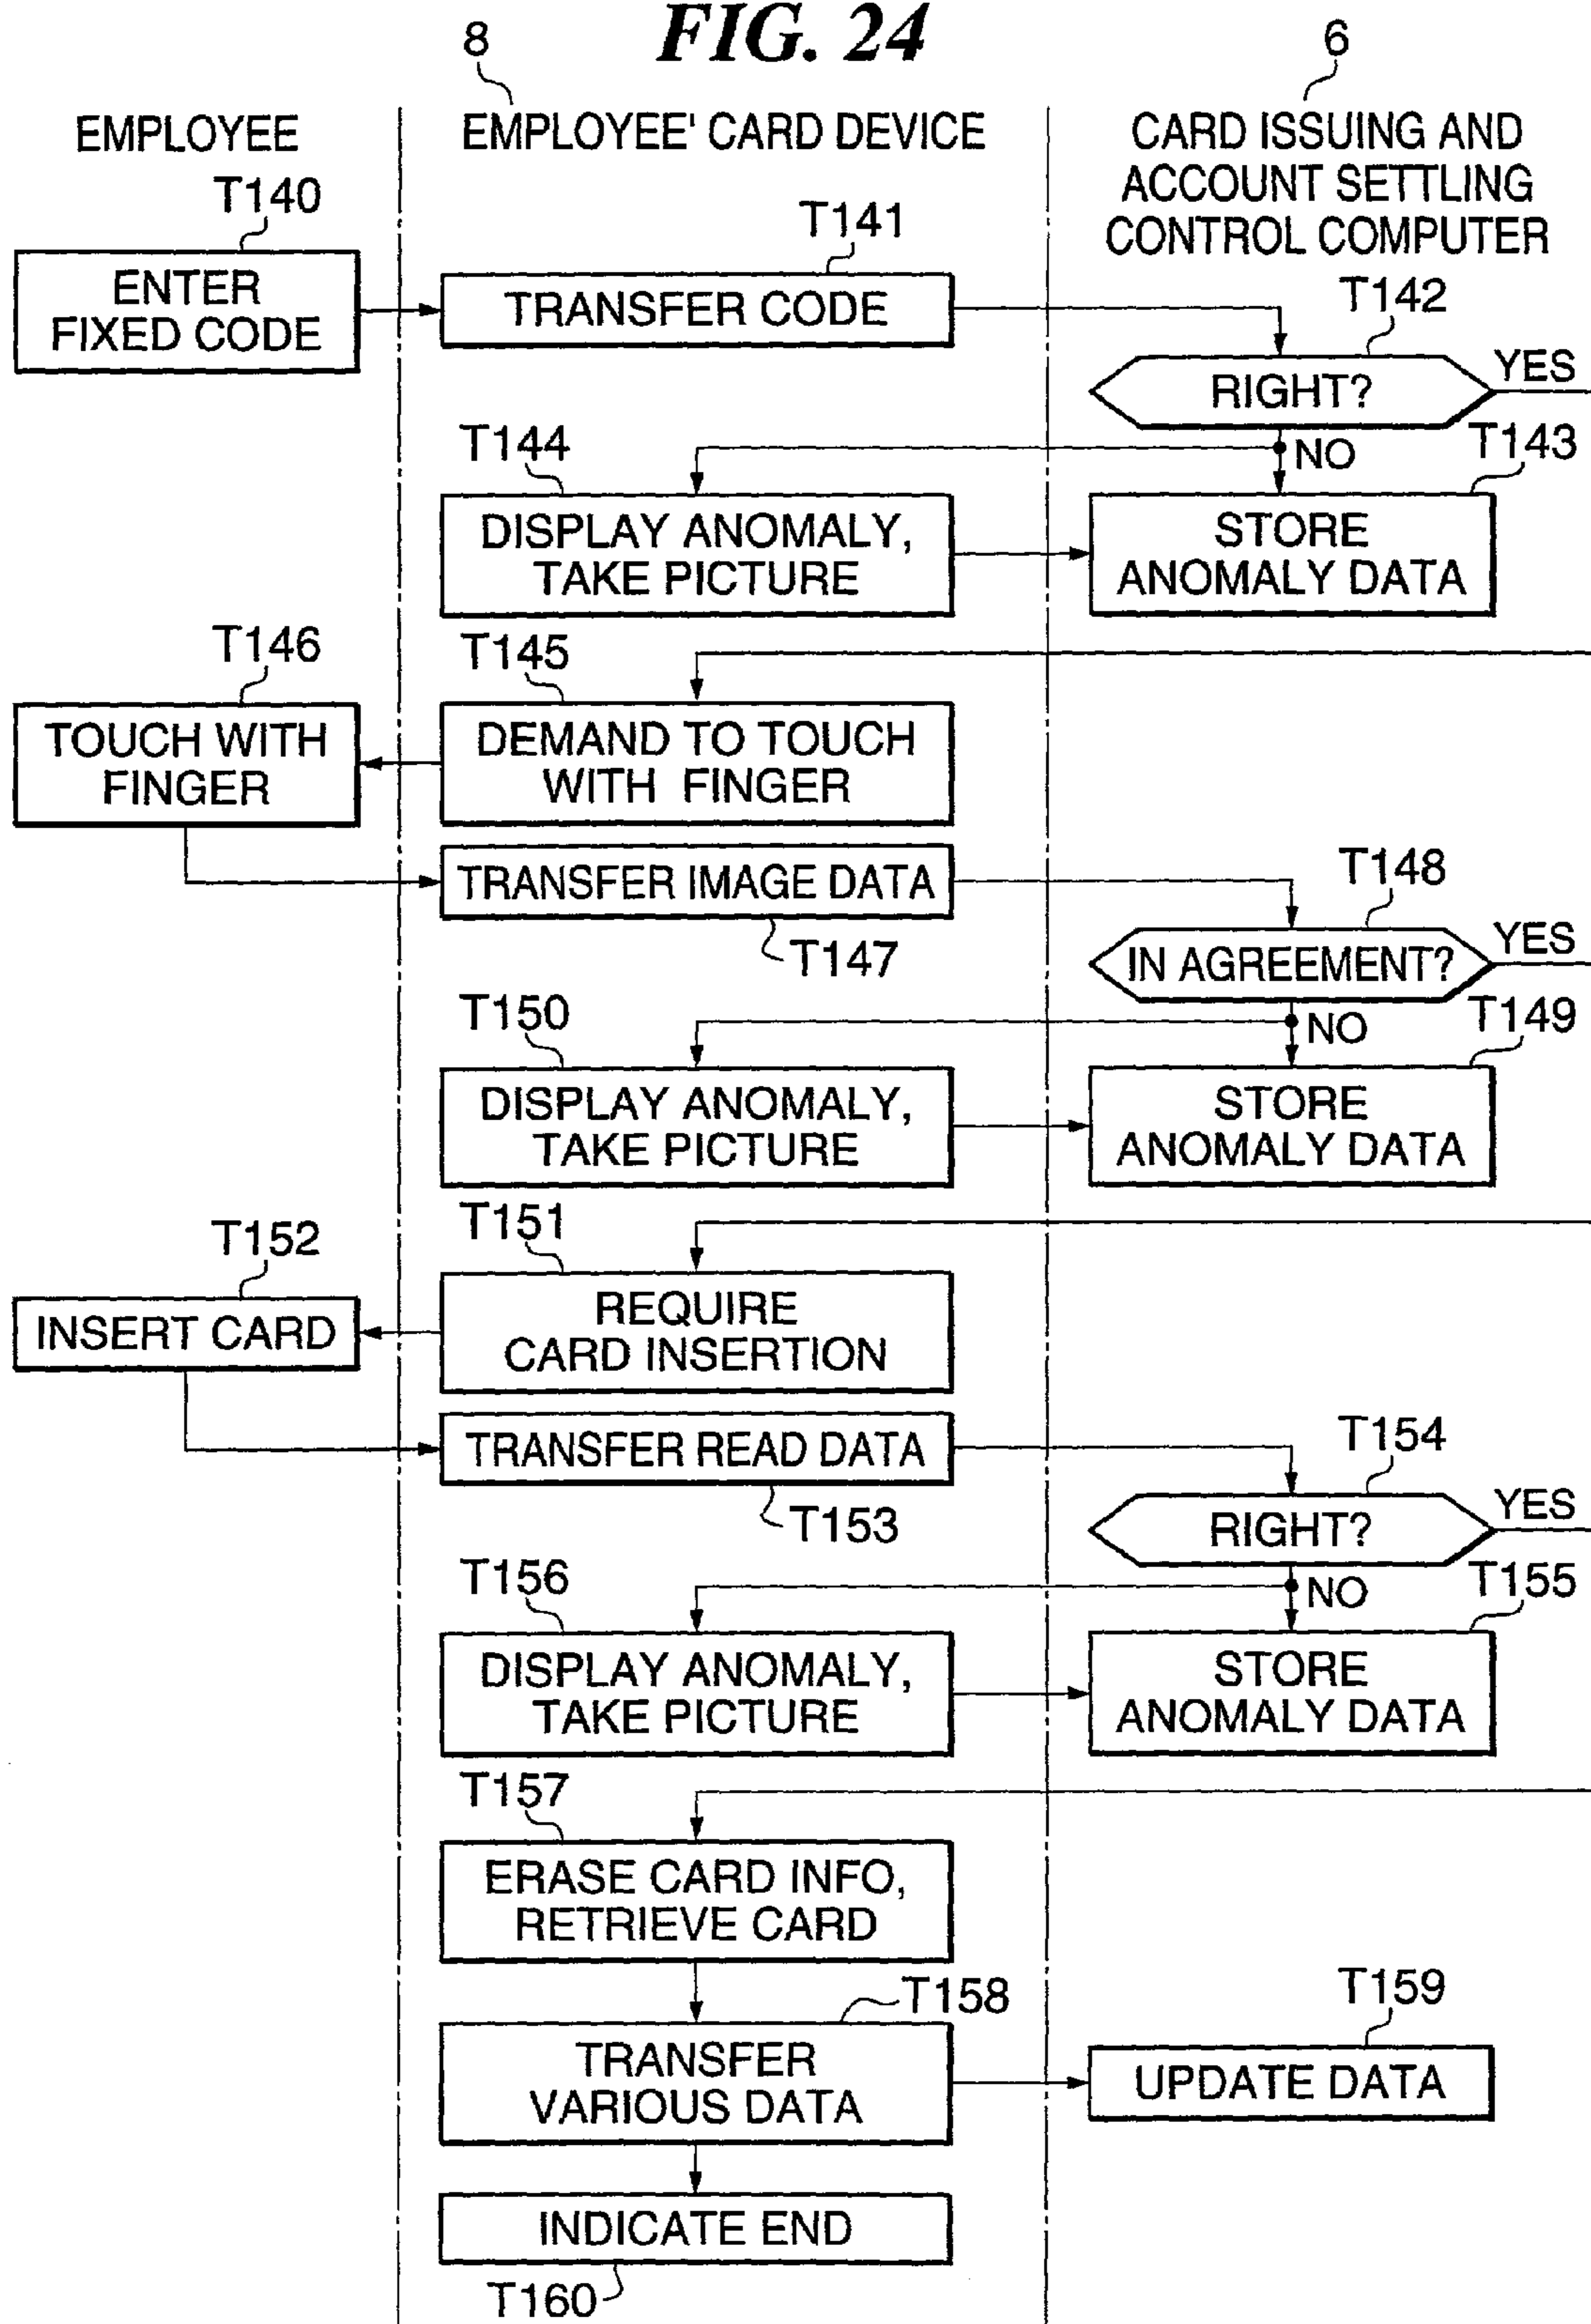 FIG. 24
8
6
EMPLOYEE
EMPLOYEE' CARD DEVICE
CARD ISSUING AND
ACCOUNT SETTLING
CONTROL COMPUTER
T140
ENTER
FIXED CODE
T141
TRANSFER CODE
T142
RIGHT?
YES
NO
T144
DISPLAY ANOMALY,
TAKE PICTURE
T143
STORE
ANOMALY DATA
T146
TOUCH WITH
FINGER
T145
DEMAND TO TOUCH
WITH FINGER
TRANSFER IMAGE DATA
T147
T148
IN AGREEMENT?
YES
NO
T150
DISPLAY ANOMALY,
TAKE PICTURE
T149
STORE
ANOMALY DATA
T152
INSERT CARD
T151
REQUIRE
CARD INSERTION
TRANSFER READ DATA
T153
T154
RIGHT?
YES
NO
T156
DISPLAY ANOMALY,
TAKE PICTURE
T155
STORE
ANOMALY DATA
T157
ERASE CARD INFO,
RETRIEVE CARD
T158
TRANSFER
VARIOUS DATA
T159
UPDATE DATA
INDICATE END
T160